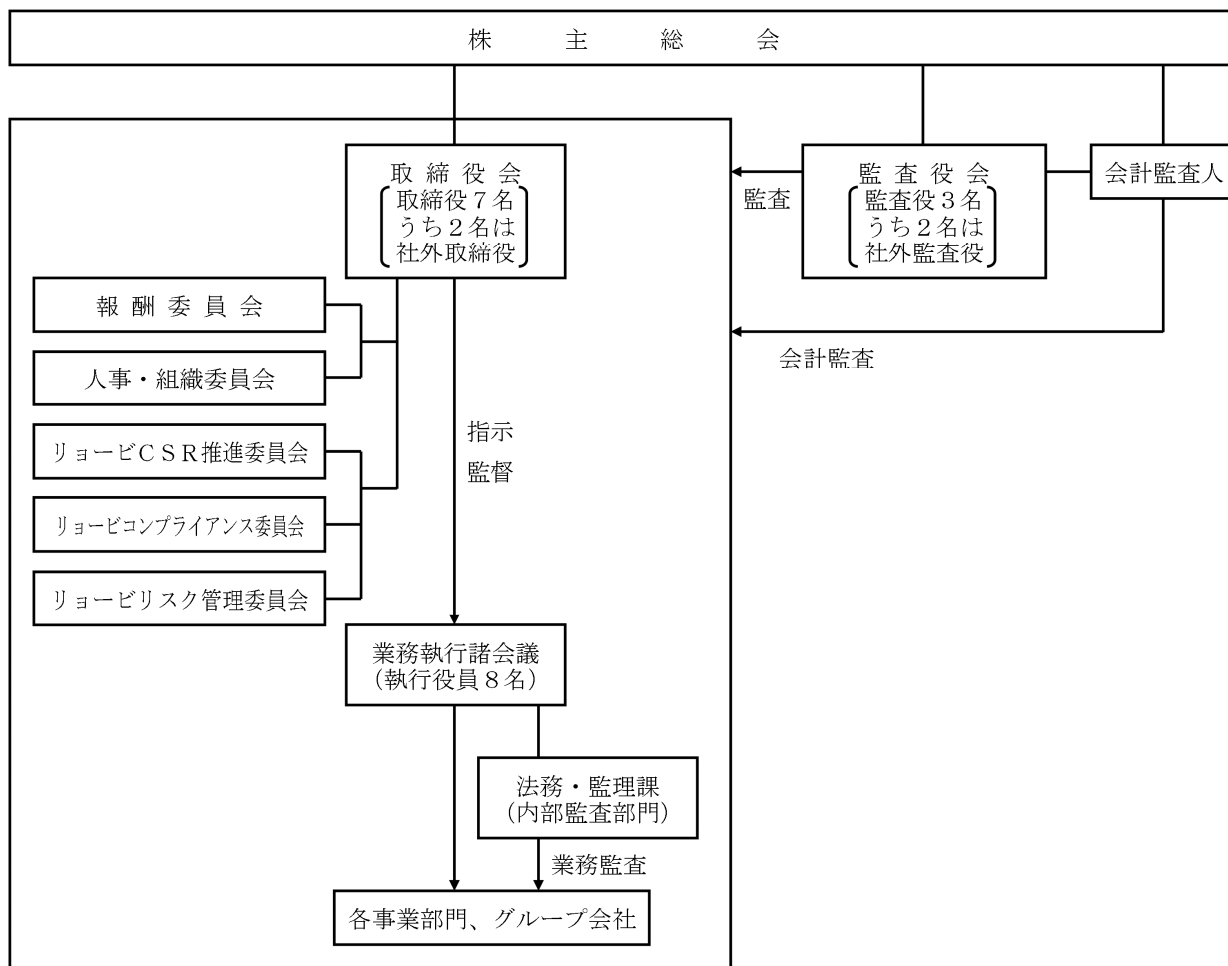 株主総会
取締役会
取締役７名
うち２名は
社外取締役
監査
監査役会
監査役３名
うち２名は
社外監査役
会計監査人
会計監査
報酬委員会
人事・組織委員会
リョービＣＳＲ推進委員会
リョービコンプライアンス委員会
リョービリスク管理委員会
指示
監督
業務執行諸会議
（執行役員８名）
法務・監理課
（内部監査部門）
業務監査
各事業部門、グループ会社